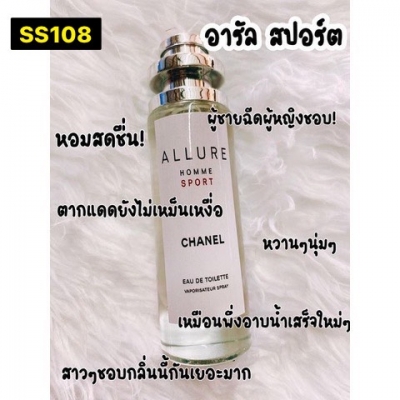 SS108
อารัล สปอร์ต
ผู้ชายฉีดผู้หญิงชอบ!
หอมสดชื่น!
ALLURE
HOMME
SPORT
ตากแดดยังไม่เหม็นเหงื่อ
CHANEL
หวานๆนุ่มๆ
EAU DE TOILETTE
VAPORISATEUR SPRAY
เหมือนพึ่งอาบน้ำเสร็จใหม่ๆ
สาวๆชอบกลิ่นนี้กันเยอะมาก